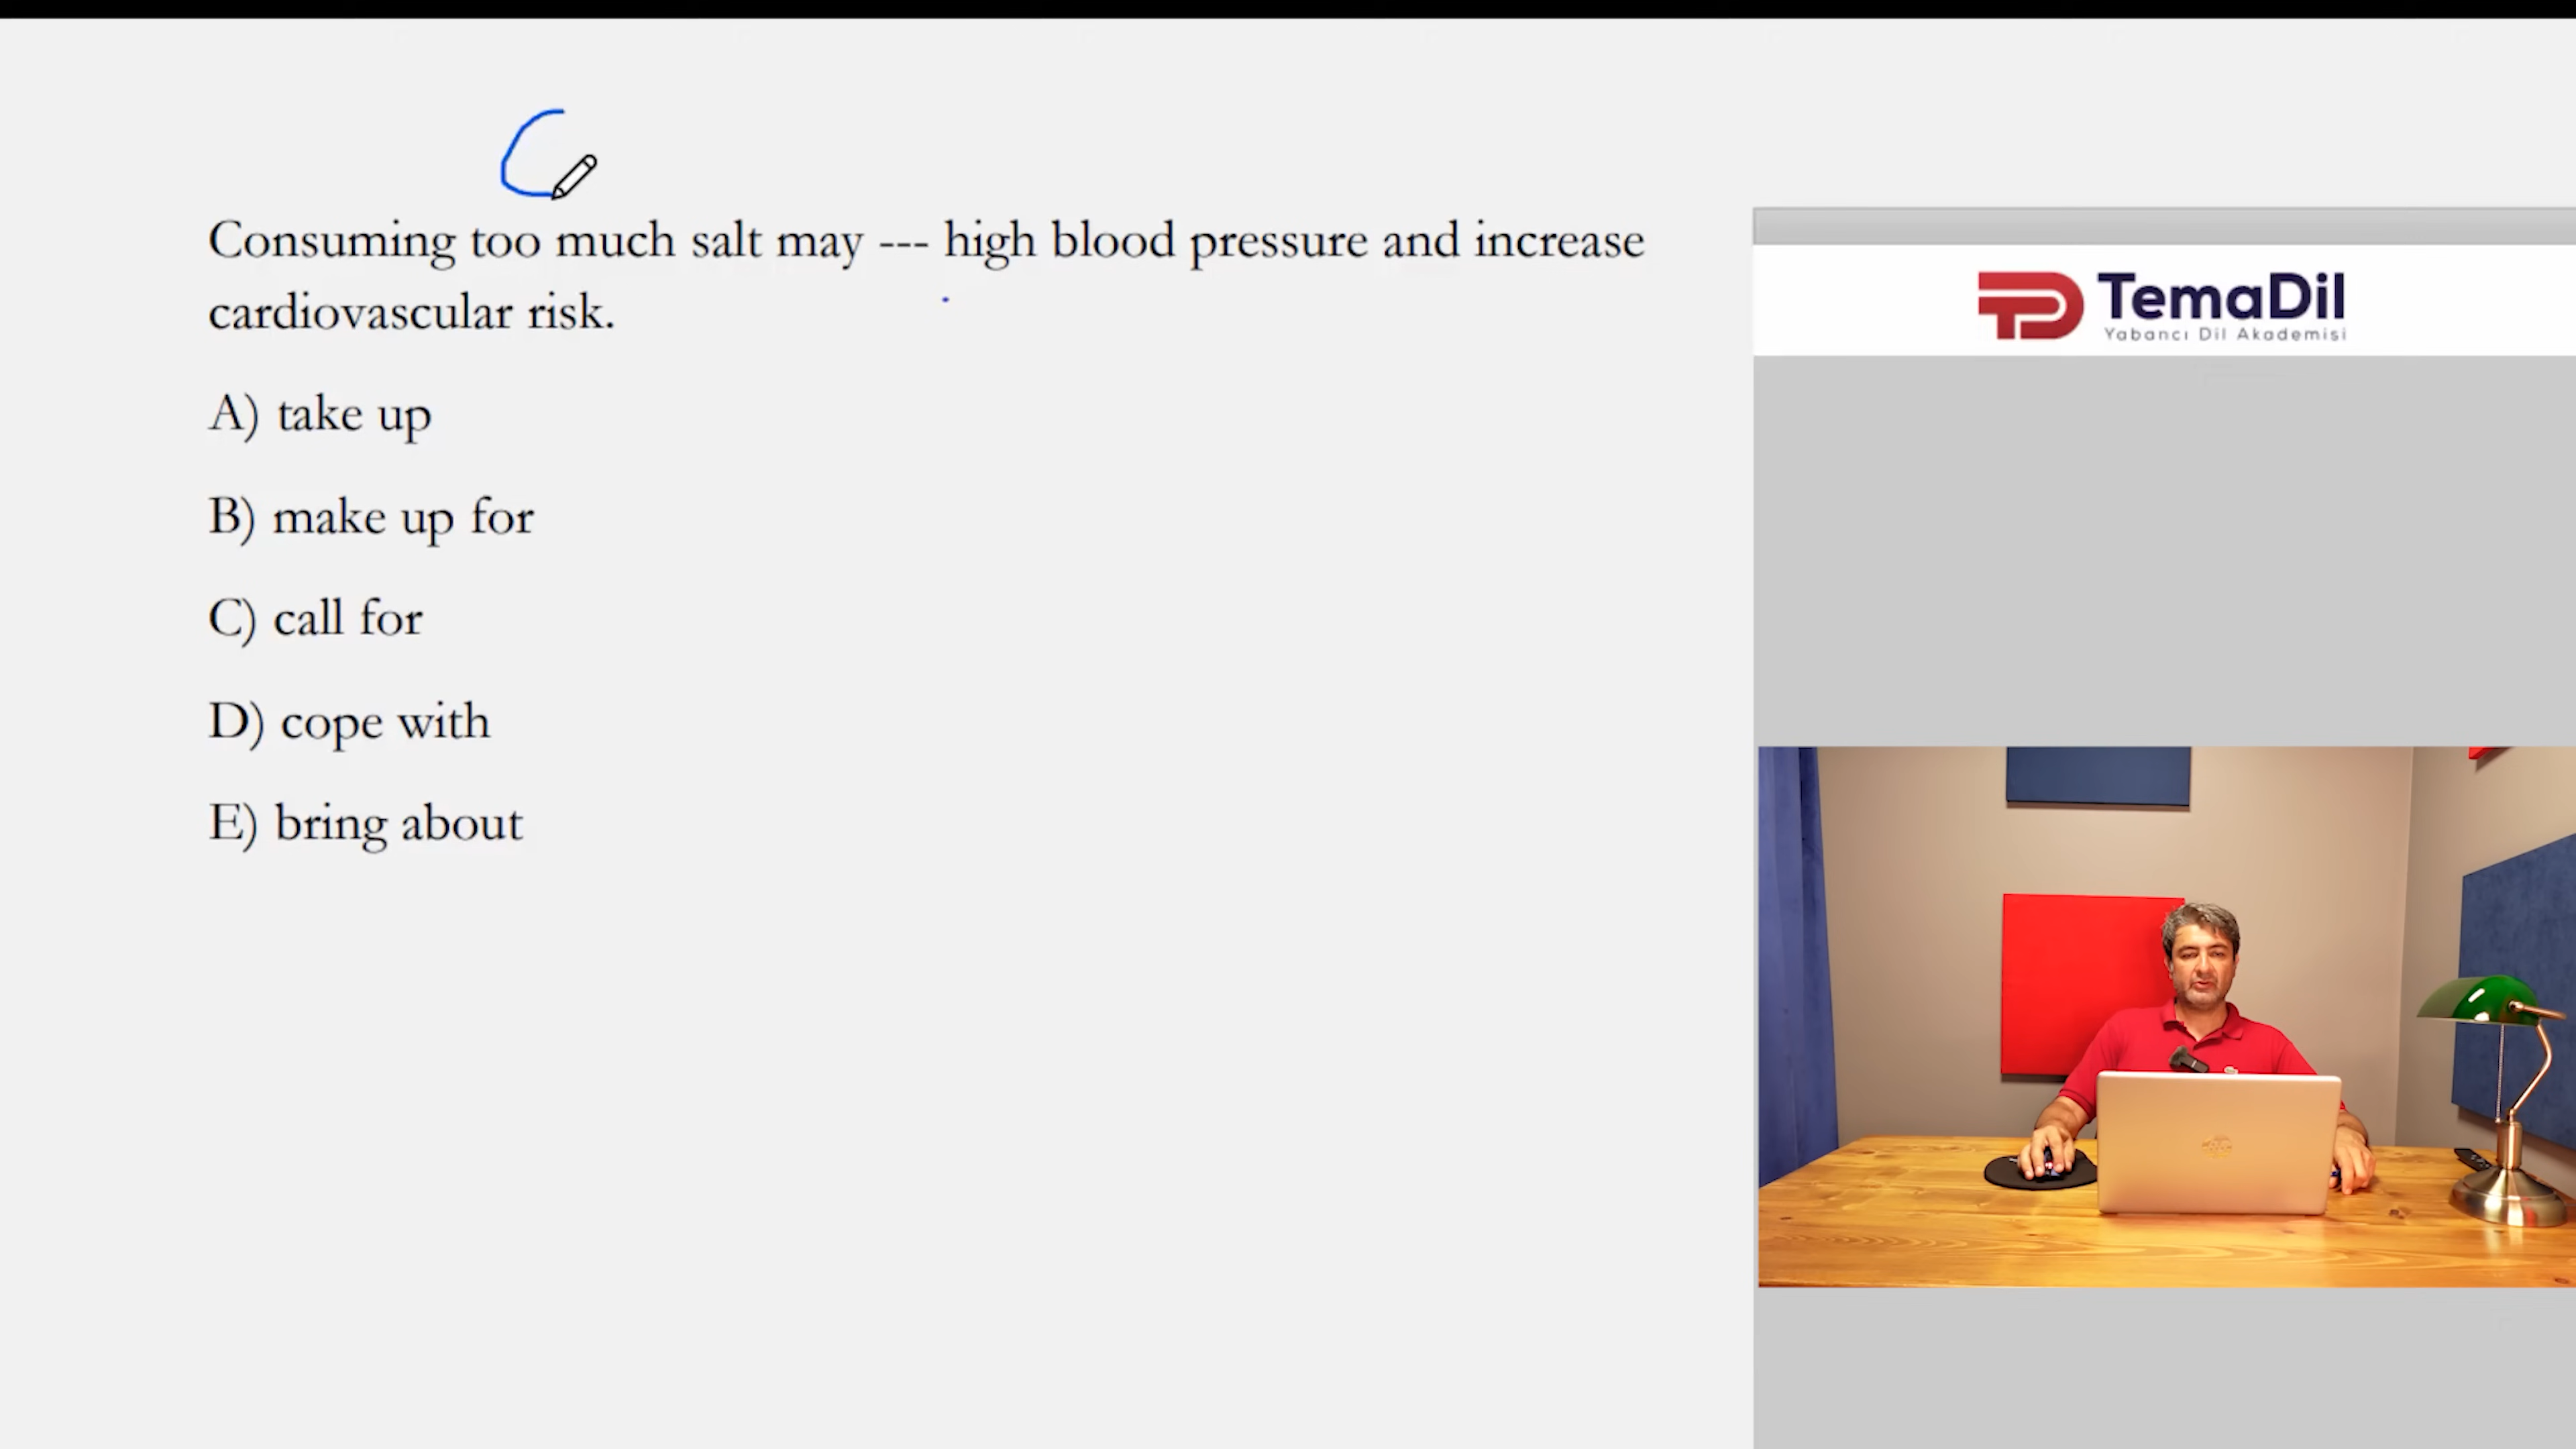 Consuming too much salt may --- high blood pressure and increase
cardiovascular risk.
A) take up
B) make up for
C) call for
D) cope with
E) bring about
TemaDil
Yabancı Dil Akademisi